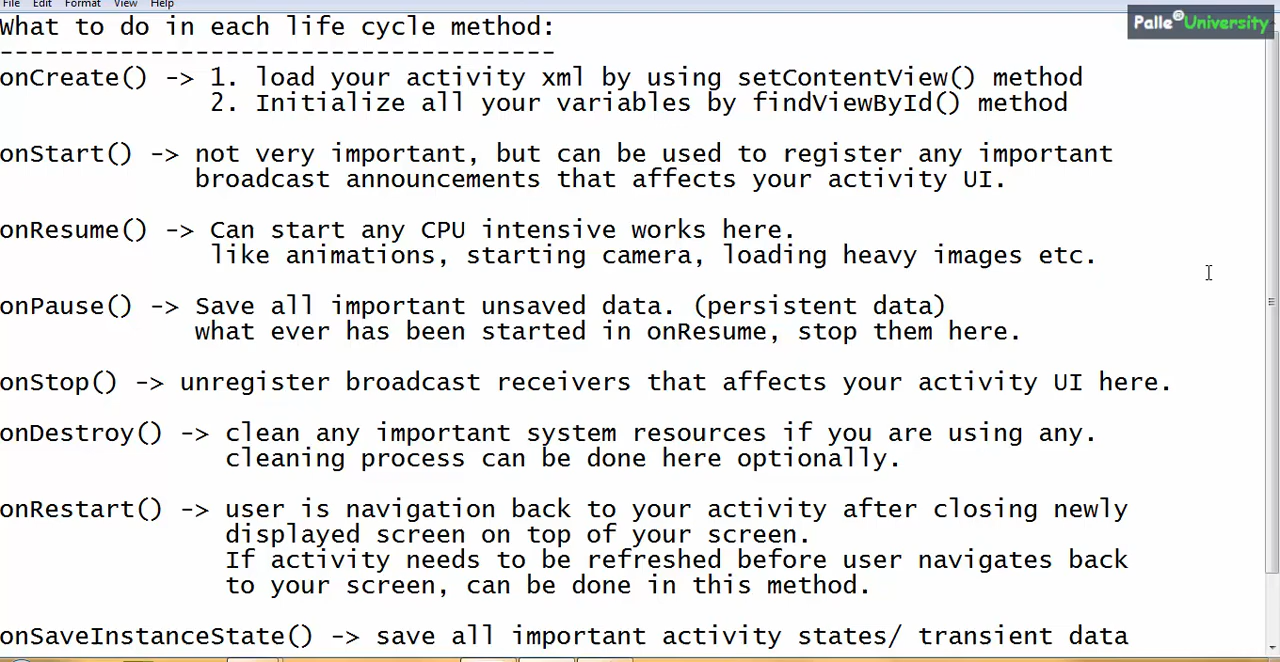 File Edit Format View Help
What to do in each life cycle method:
-------------------------------------
Palle®University
onCreate() -> 1. load your activity xml by using setContentView() method
2. Initialize all your variables by findViewById() method
onStart() -> not very important, but can be used to register any important
broadcast announcements that affects your activity UI.
onResume() -> Can start any CPU intensive works here.
like animations, starting camera, loading heavy images etc.
onPause() -> Save all important unsaved data. (persistent data)
what ever has been started in onResume, stop them here.
onStop() -> unregister broadcast receivers that affects your activity UI here.
onDestroy() -> clean any important system resources if you are using any.
cleaning process can be done here optionally.
onRestart() -> user is navigation back to your activity after closing newly
displayed screen on top of your screen.
If activity needs to be refreshed before user navigates back
to your screen, can be done in this method.
onSaveInstanceState() -> save all important activity states/ transient data